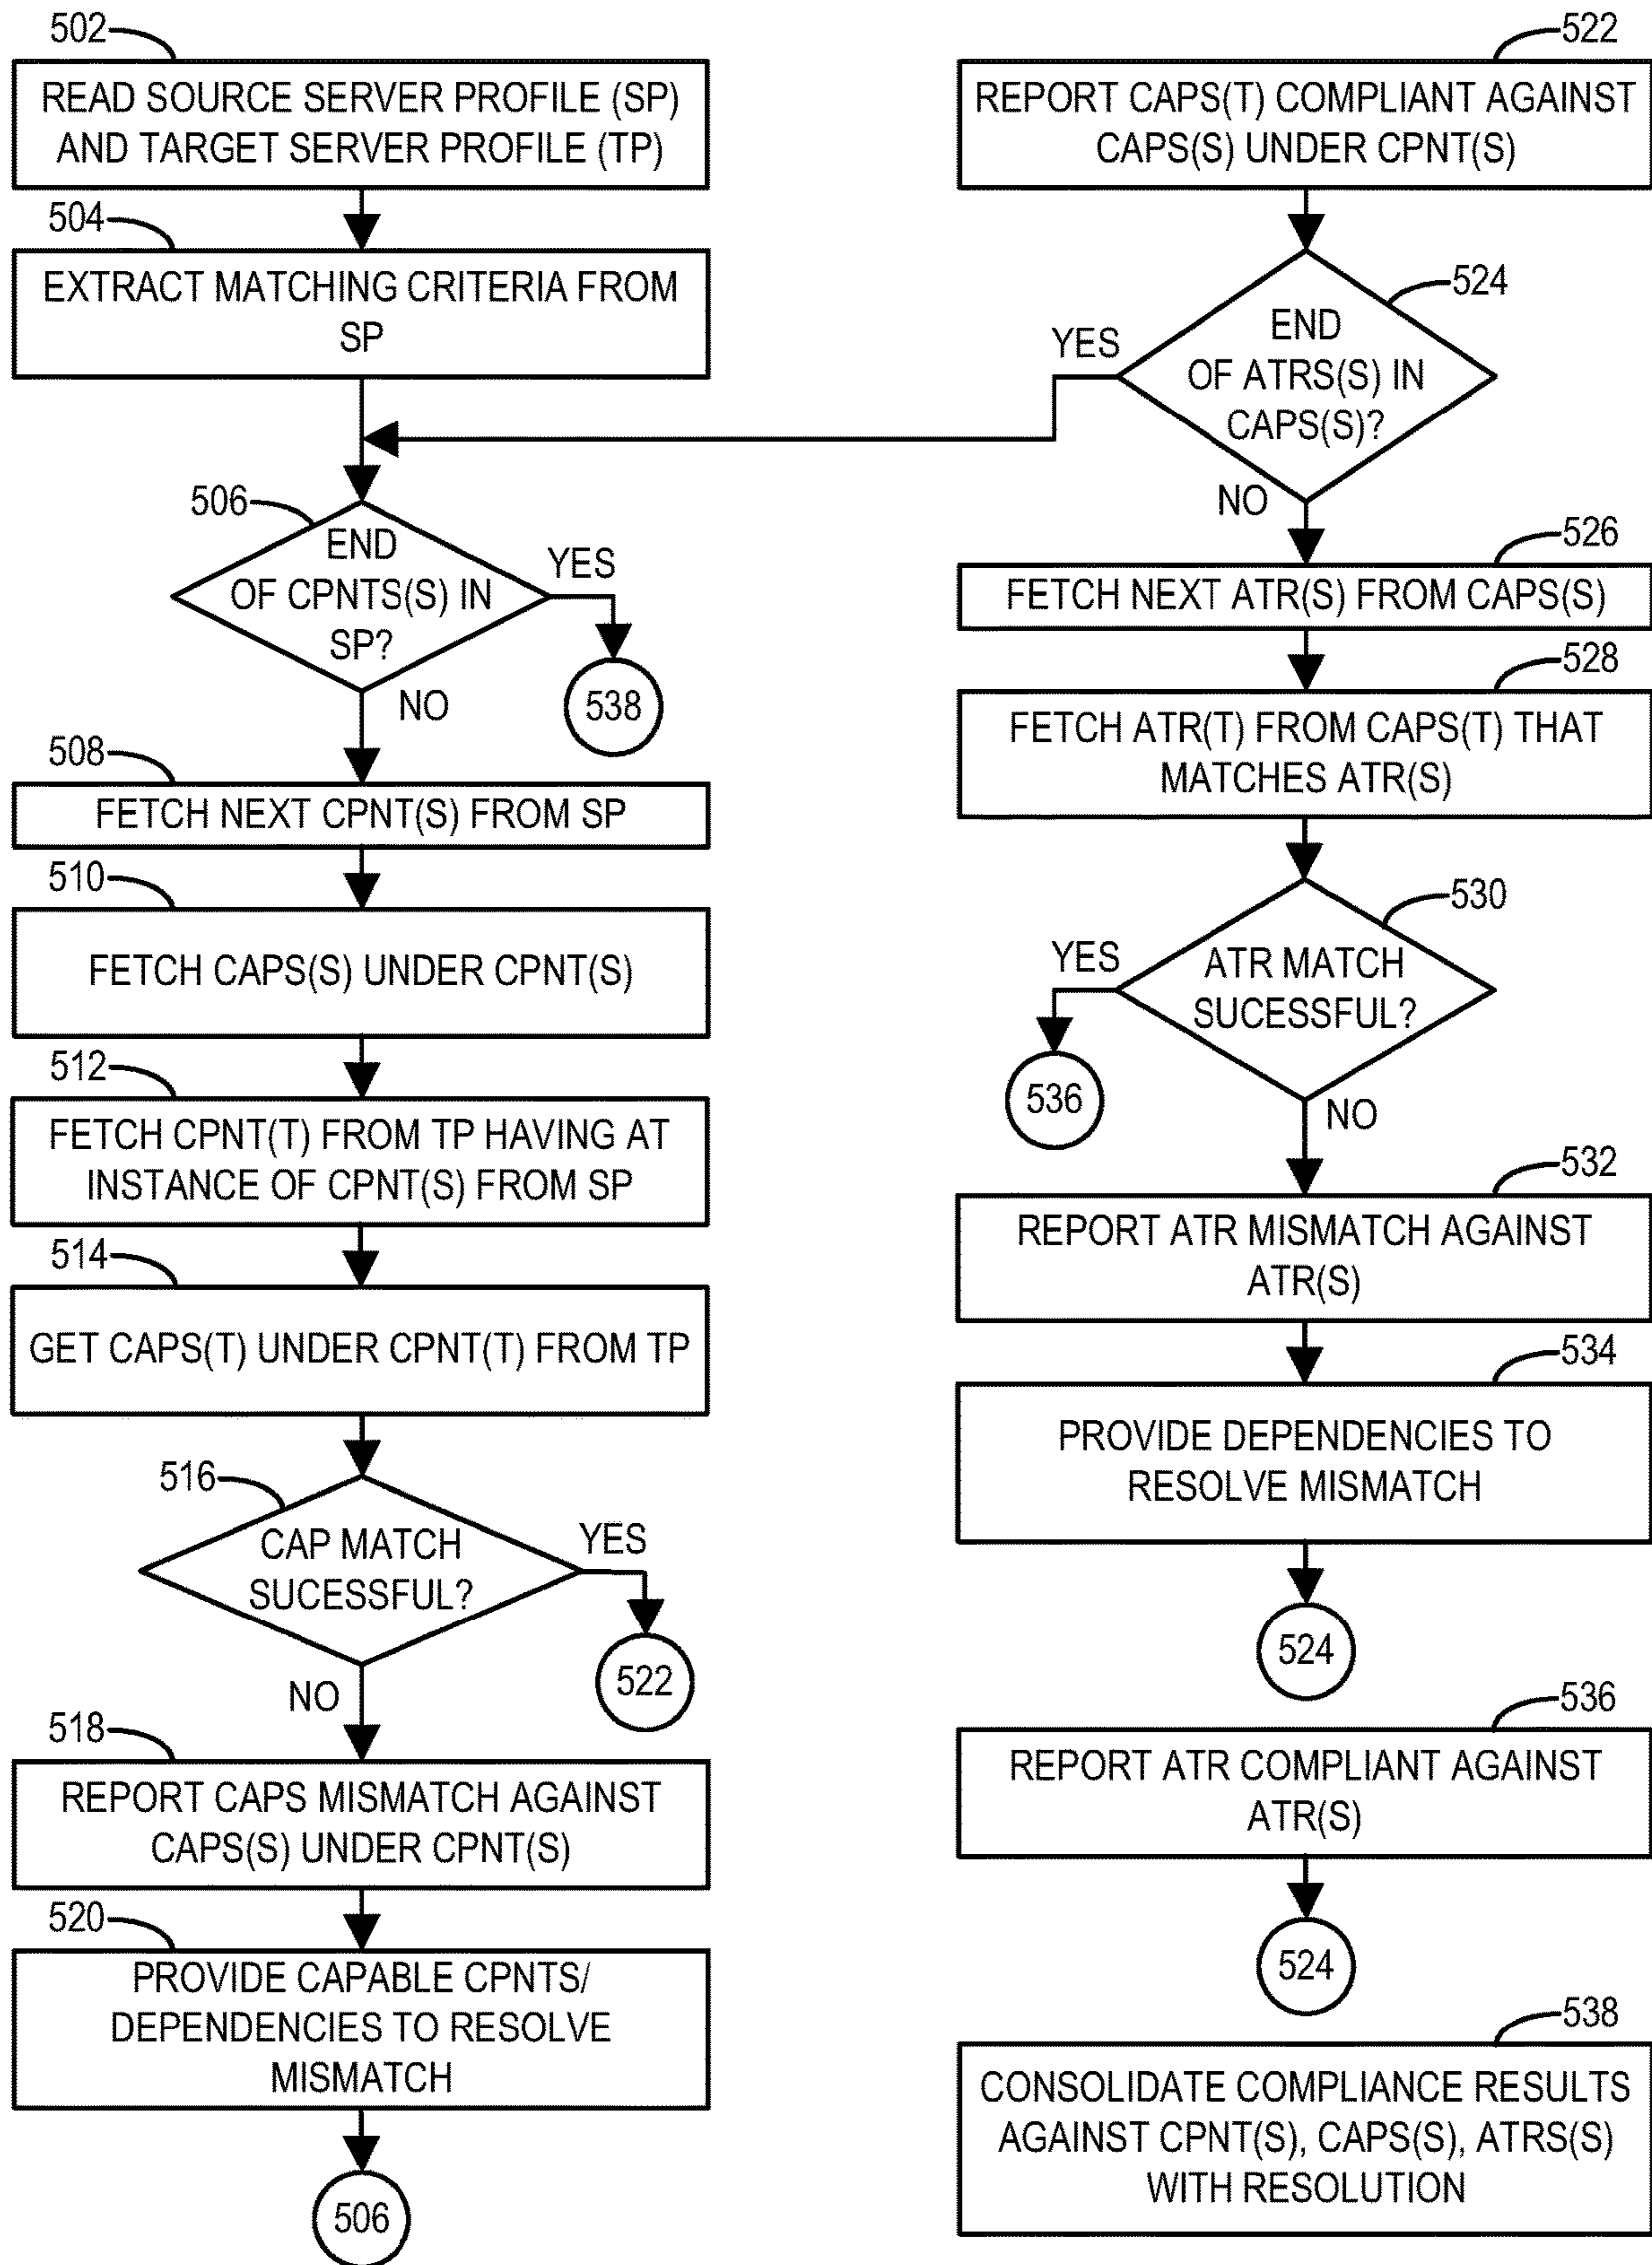 502
READ SOURCE SERVER PROFILE (SP)
AND TARGET SERVER PROFILE (TP)
504
EXTRACT MATCHING CRITERIA FROM
SP
506
END
OF CPNTS(S) IN
SP?
YES
538
NO
508
FETCH NEXT CPNT(S) FROM SP
510
FETCH CAPS(S) UNDER CPNT(S)
512
FETCH CPNT(T) FROM TP HAVING AT
INSTANCE OF CPNT(S) FROM SP
514
GET CAPS(T) UNDER CPNT(T) FROM TP
516
CAP MATCH
SUCESSFUL?
YES
522
NO
518
REPORT CAPS MISMATCH AGAINST
CAPS(S) UNDER CPNT(S)
520
PROVIDE CAPABLE CPNTS/
DEPENDENCIES TO RESOLVE
MISMATCH
506
522
REPORT CAPS(T) COMPLIANT AGAINST
CAPS(S) UNDER CPNT(S)
524
END
OF ATRS(S) IN
CAPS(S)?
YES
NO
526
FETCH NEXT ATR(S) FROM CAPS(S)
528
FETCH ATR(T) FROM CAPS(T) THAT
MATCHES ATR(S)
530
ATR MATCH
SUCESSFUL?
YES
536
NO
532
REPORT ATR MISMATCH AGAINST
ATR(S)
534
PROVIDE DEPENDENCIES TO
RESOLVE MISMATCH
524
536
REPORT ATR COMPLIANT AGAINST
ATR(S)
524
538
CONSOLIDATE COMPLIANCE RESULTS
AGAINST CPNT(S), CAPS(S), ATRS(S)
WITH RESOLUTION